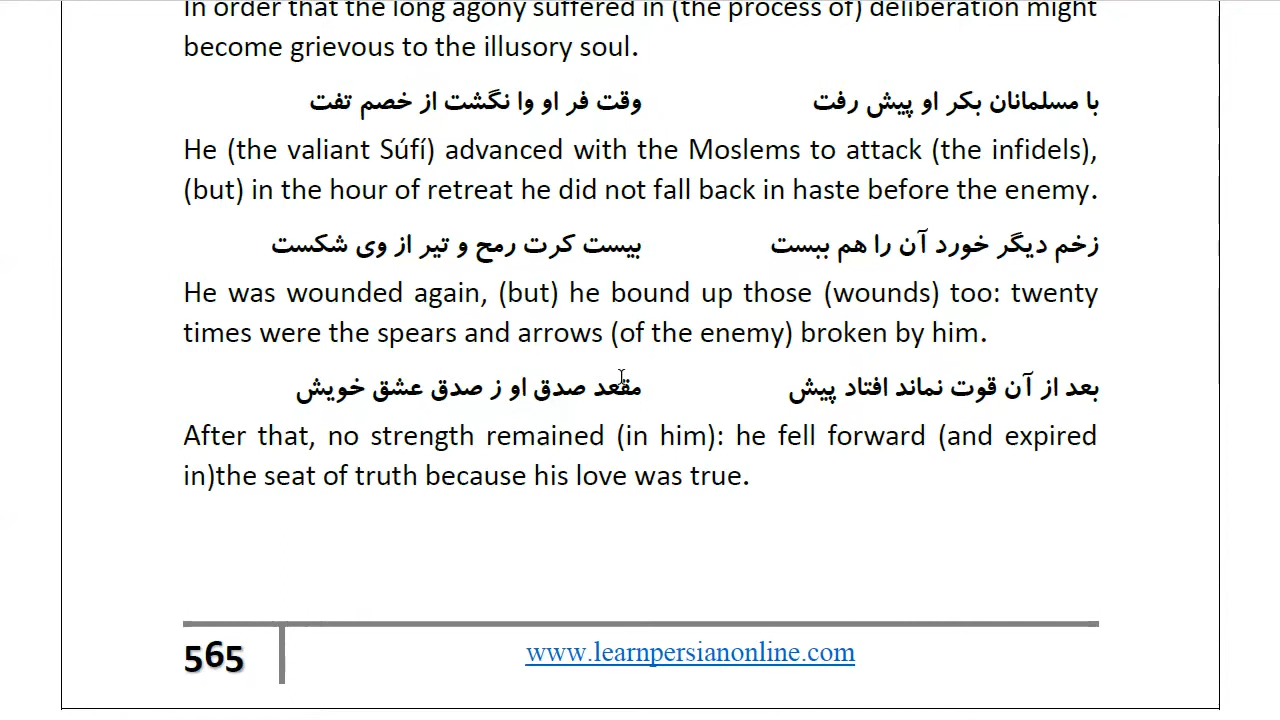 In order that the long agony suffered in (the process of) deliberation might
become grievous to the illusory soul.
با مسلمانان بکر او پیش رفت وقت فر او وا نگشت از خصم تفت
He (the valiant Súfí) advanced with the Moslems to attack (the infidels),
(but) in the hour of retreat he did not fall back in haste before the enemy.
زخم دیگر خورد آن را هم ببست بیست کرت رمح و تیر از وی شکست
He was wounded again, (but) he bound up those (wounds) too: twenty
times were the spears and arrows (of the enemy) broken by him.
بعد از آن قوت نماند افتاد پیش مقعد صدق او ز صدق عشق خویش
After that, no strength remained (in him): he fell forward (and expired
in)the seat of truth because his love was true.
565 www.learnpersianonline.com